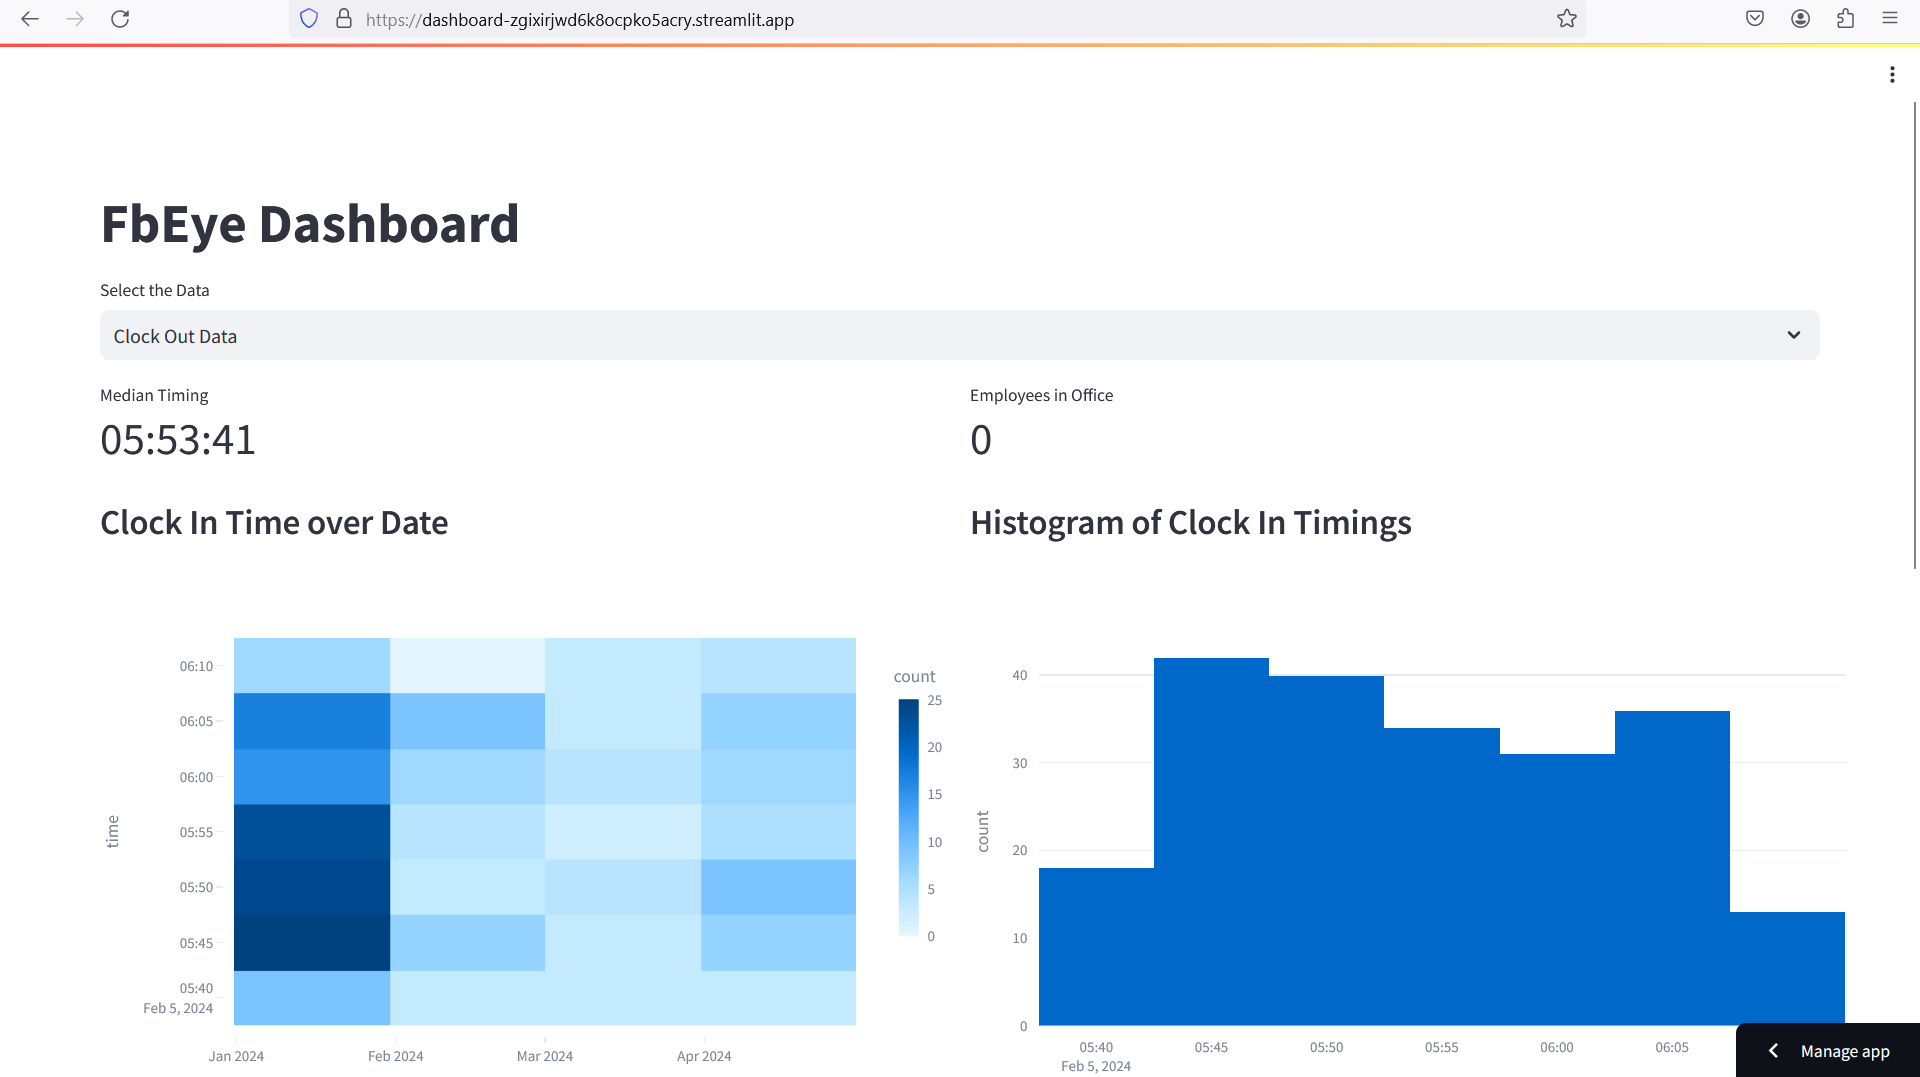 https://dashboard-zgixirjwd6k8ocpko5acry.streamlit.app
FbEye Dashboard
Select the Data
Clock Out Data
Median Timing
05:53:41
Employees in Office
0
Clock In Time over Date
time
06:10
06:05
06:00
05:55
05:50
05:45
05:40
Feb 5, 2024
Jan 2024
Feb 2024
Mar 2024
Apr 2024
count
25
20
15
10
5
0
Histogram of Clock In Timings
count
40
30
20
10
0
05:40
Feb 5, 2024
05:45
05:50
05:55
06:00
06:05
Manage app